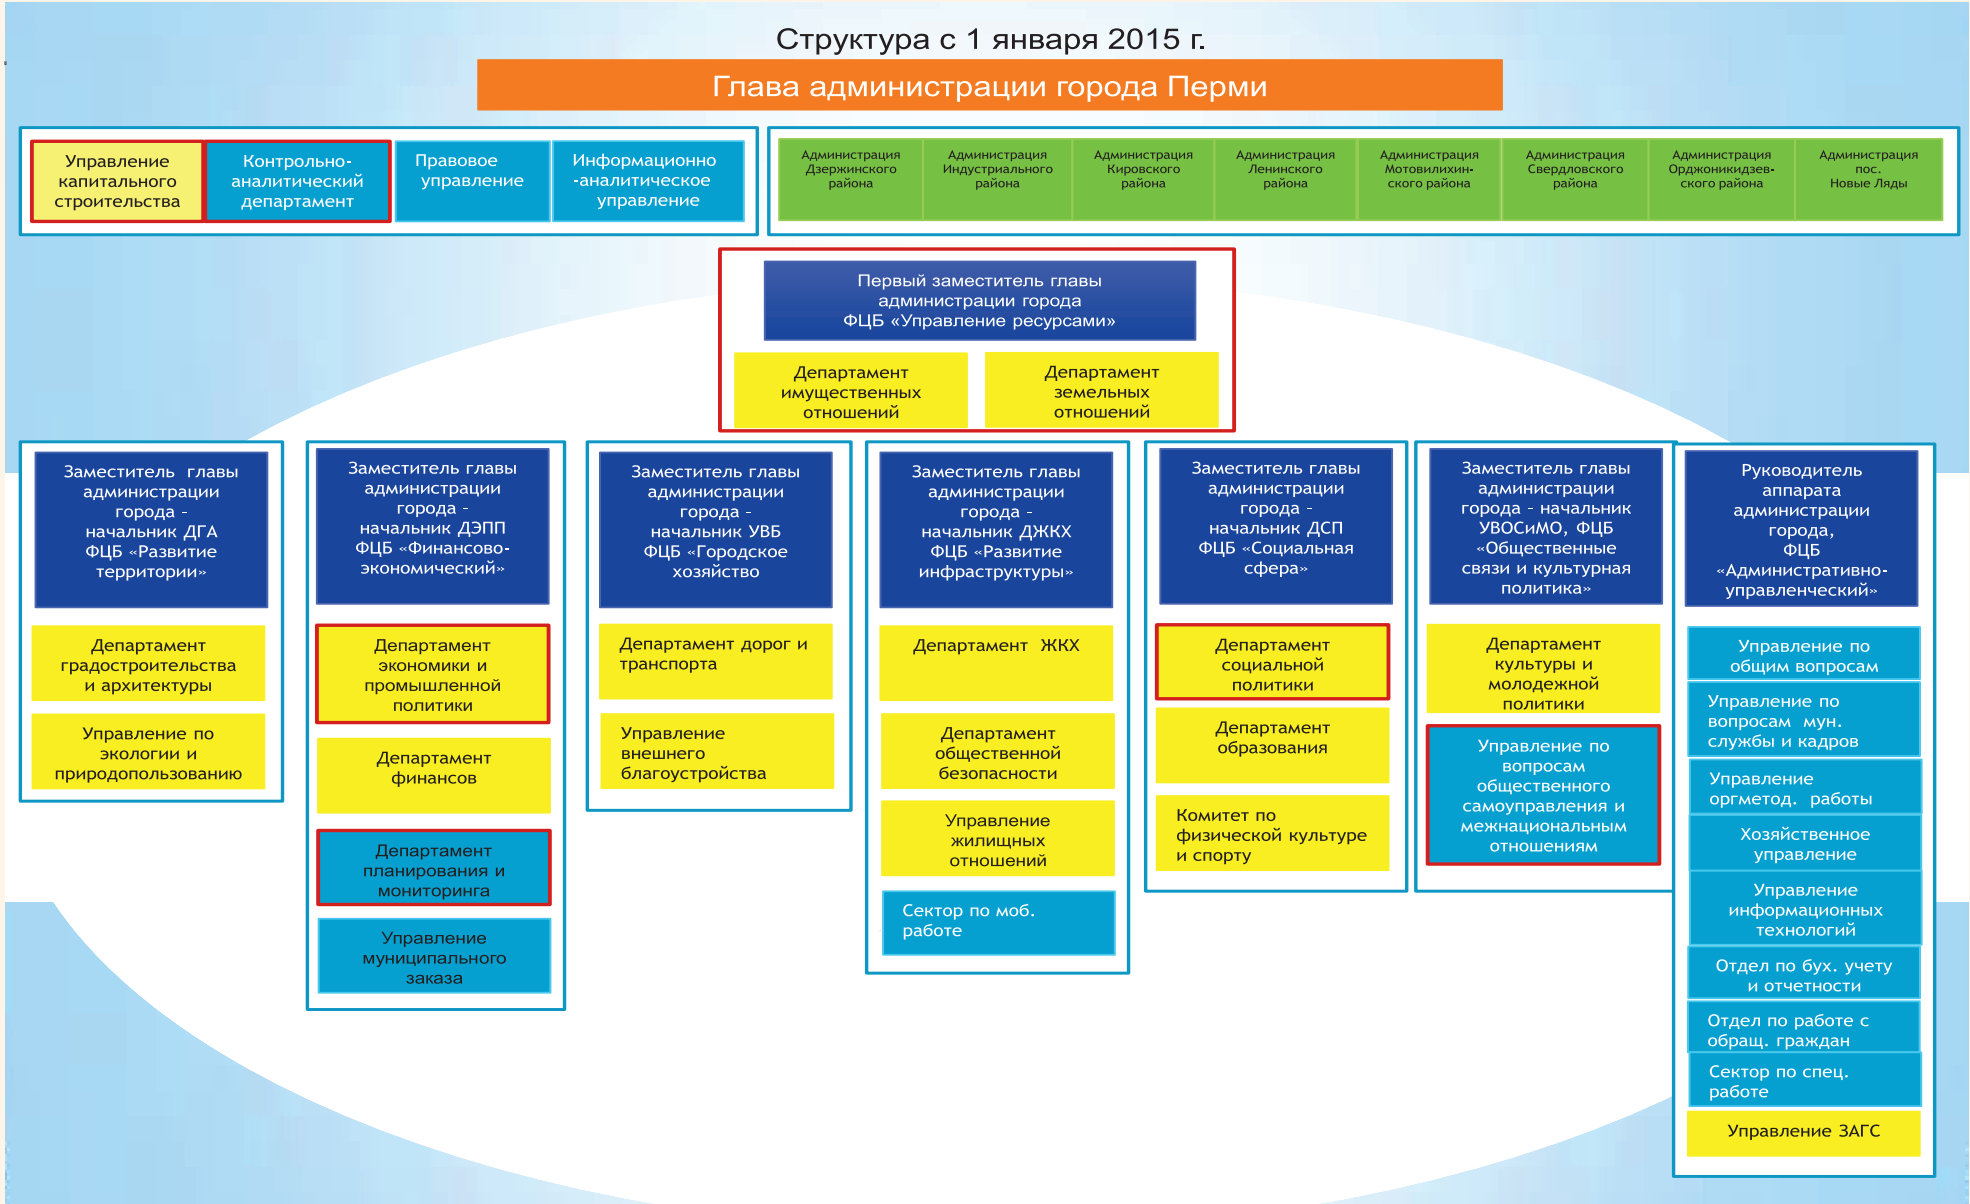 Структура с 1 января 2015 г.
Глава администрации города Перми
Управление
капитального
строительства
Контрольно-
аналитический
департамент
Правовое
управление
Информационно
-аналитическое
управление
Администрация
Дзержинского
района
Администрация
Индустриального
района
Администрация
Кировского
района
Администрация
Ленинского
района
Администрация
Мотовилихин-
ского района
Администрация
Свердловского
района
Администрация
Орджоникидзев-
ского района
Администрация
пос.
Новые Ляды
Первый заместитель главы
администрации города
ФЦБ «Управление ресурсами»
Департамент
имущественных
отношений
Департамент
земельных
отношений
Заместитель главы
администрации
города -
начальник ДГА
ФЦБ «Развитие
территории»
Департамент
градостроительства
и архитектуры
Управление по
экологии и
природопользованию
Заместитель главы
администрации
города -
начальник ДЭПП
ФЦБ «Финансово-
экономический»
Департамент
экономики и
промышленной
политики
Департамент
финансов
Департамент
планирования и
мониторинга
Управление
муниципального
заказа
Заместитель главы
администрации
города -
начальник УВБ
ФЦБ «Городское
хозяйство
Департамент дорог и
транспорта
Управление
внешнего
благоустройства
Заместитель главы
администрации
города -
начальник ДЖКХ
ФЦБ «Развитие
инфраструктуры»
Департамент ЖКХ
Департамент
общественной
безопасности
Управление
жилищных
отношений
Сектор по моб.
работе
Заместитель главы
администрации
города -
начальник ДСП
ФЦБ «Социальная
сфера»
Департамент
социальной
политики
Департамент
образования
Комитет по
физической культуре
и спорту
Заместитель главы
администрации
города - начальник
УВОСиМО, ФЦБ
«Общественные
связи и культурная
политика»
Департамент
культуры и
молодежной
политики
Управление по
вопросам
общественного
самоуправления и
межнациональным
отношениям
Руководитель
аппарата
администрации
города,
ФЦБ
«Административно-
управленческий»
Управление по
общим вопросам
Управление по
вопросам мун.
службы и кадров
Управление
оргметод. работы
Хозяйственное
управление
Управление
информационных
технологий
Отдел по бух. учету
и отчетности
Отдел по работе с
обращ. граждан
Сектор по спец.
работе
Управление ЗАГС